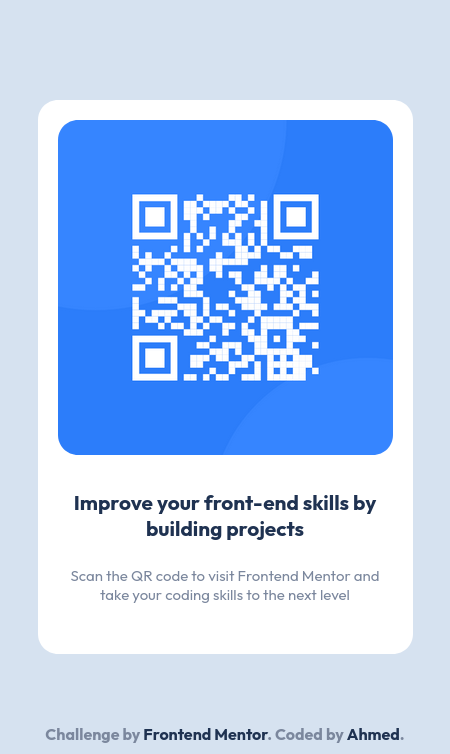 Improve your front-end skills by
building projects
Scan the QR code to visit Frontend Mentor and
take your coding skills to the next level
Challenge by Frontend Mentor. Coded by Ahmed.